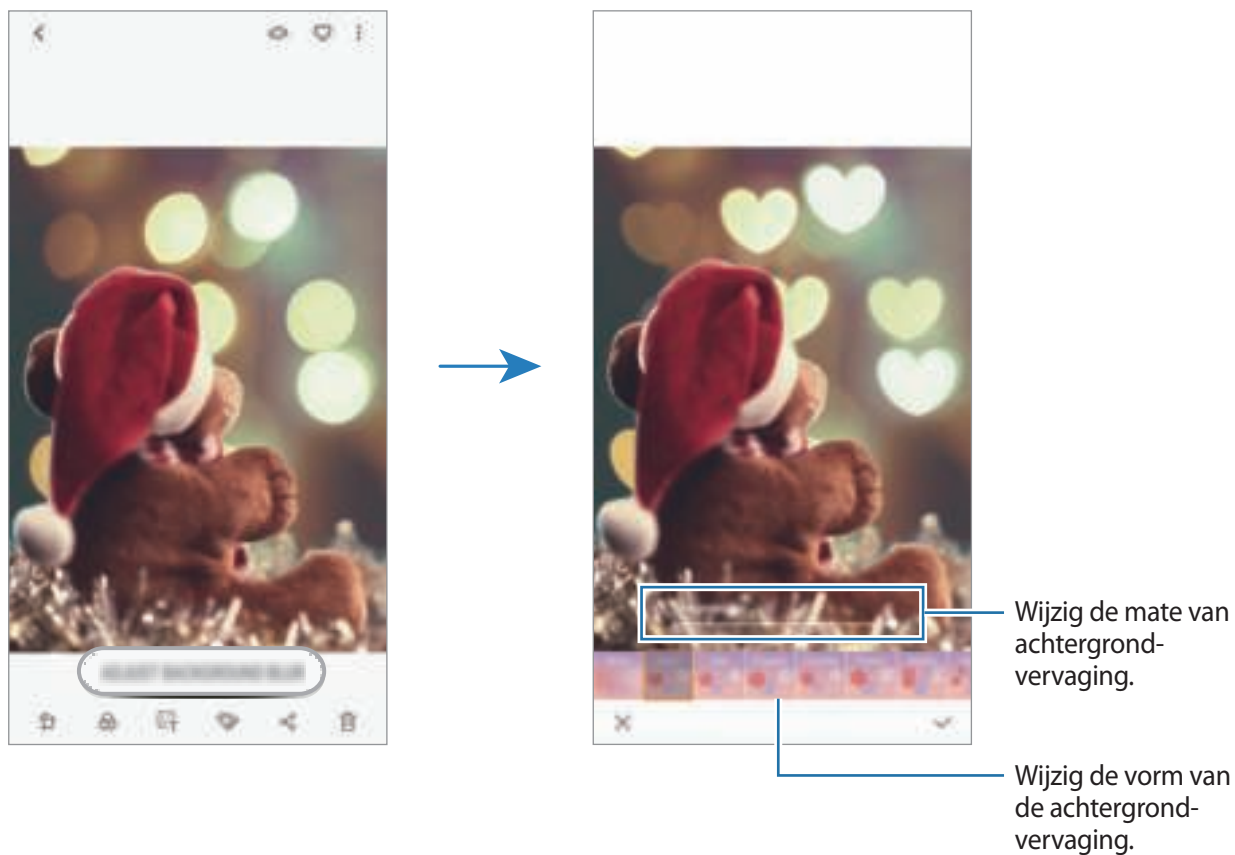 Wijzig de mate van
achtergrond-
vervaging.
Wijzig de vorm van
de achtergrond-
vervaging.